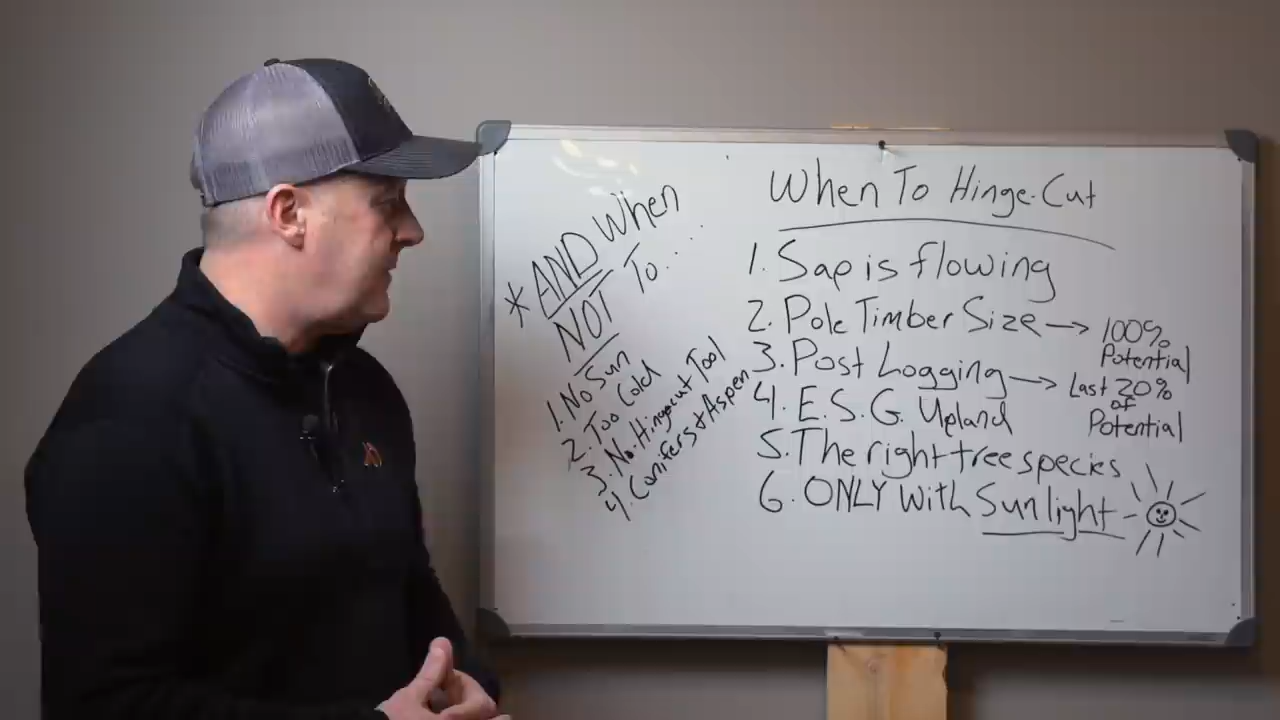 * AND When
NOT To...
1. No Sun
2. Too Cold
3. No Hingecut Tool
4. Conifers + Aspen
When To Hinge-Cut
1. Sap is flowing
2. Pole Timber Size → 100%
Potential
3. Post Logging → Last 20%
of
Potential
4. E.S.G. Upland
5. The right tree species
6. ONLY With Sunlight